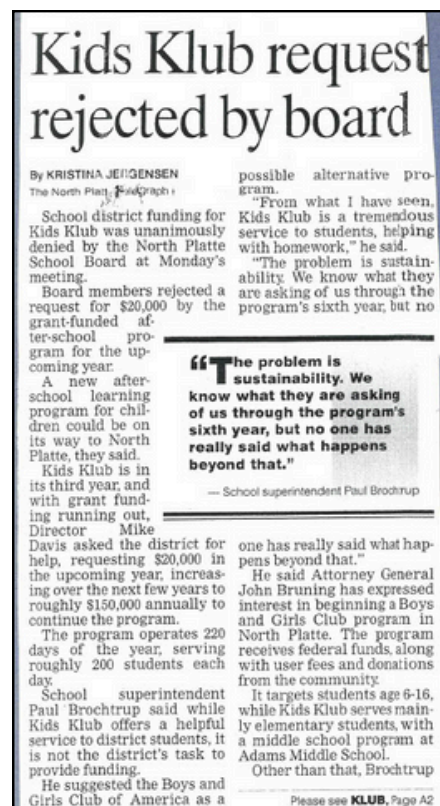 Kids Klub request
rejected by board
By KRISTINA JERGENSEN
The North Platte Telegraph
School district funding for
Kids Klub was unanimously
denied by the North Platte
School Board at Monday's
meeting.
Board members rejected a
request for $20,000 by the
grant-funded af-
ter-school pro-
gram for the up-
coming year.
A new after-
school learning
program for chil-
dren could be on
its way to North
Platte, they said.
Kids Klub is in
its third year, and
with grant fund-
ing running out,
Director Mike
Davis asked the district for
help, requesting $20,000 in
the upcoming year, increas-
ing over the next few years to
roughly $150,000 annually to
continue the program.
The program operates 220
days of the year, serving
roughly 200 students each
day.
School superintendent
Paul Brochtrup said while
Kids Klub offers a helpful
service to district students, it
is not the district's task to
provide funding.
He suggested the Boys and
Girls Club of America as a
possible alternative pro-
gram.
"From what I have seen,
Kids Klub is a tremendous
service to students, helping
with homework," he said.
"The problem is sustain-
ability. We know what they
are asking of us through the
program's sixth year, but no
"The problem is
sustainability. We
know what they are asking
of us through the program's
sixth year, but no one has
really said what happens
beyond that."
— School superintendent Paul Brochtrup
one has really said what hap-
pens beyond that."
He said Attorney General
John Bruning has expressed
interest in beginning a Boys
and Girls Club program in
North Platte. The program
receives federal funds, along
with user fees and donations
from the community.
It targets students age 6-16,
while Kids Klub serves main-
ly elementary students, with
a middle school program at
Adams Middle School.
Other than that, Brochtrup
Please see KLUB, Page A2